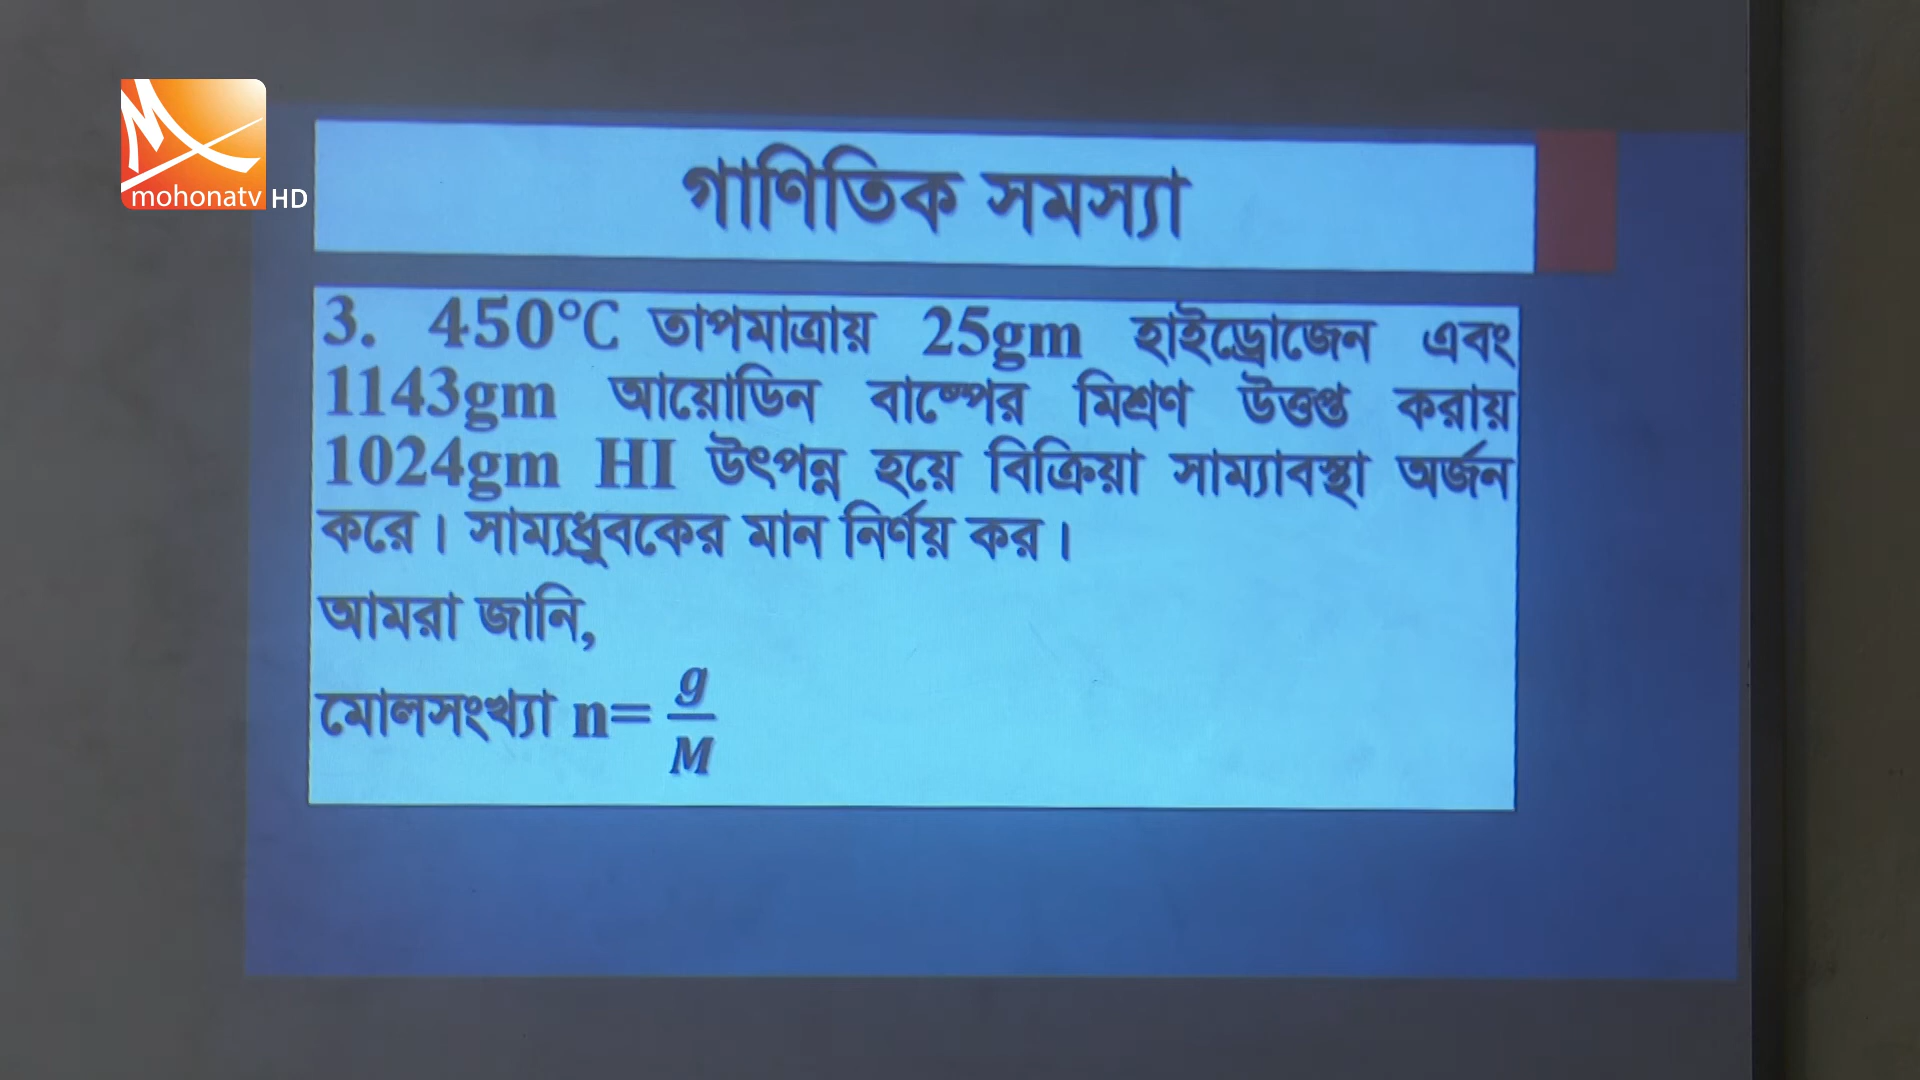 mohonatv HD
গাণিতিক সমস্যা
3. 450°C তাপমাত্রায় 25gm হাইড্রোজেন এবং
1143gm আয়োডিন বাষ্পের মিশ্রণ উত্তপ্ত করায়
1024gm HI উৎপন্ন হয়ে বিক্রিয়া সাম্যাবস্থা অর্জন
করে। সাম্যধ্রুবকের মান নির্ণয় কর।
আমরা জানি,
মোলসংখ্যা n= g/M